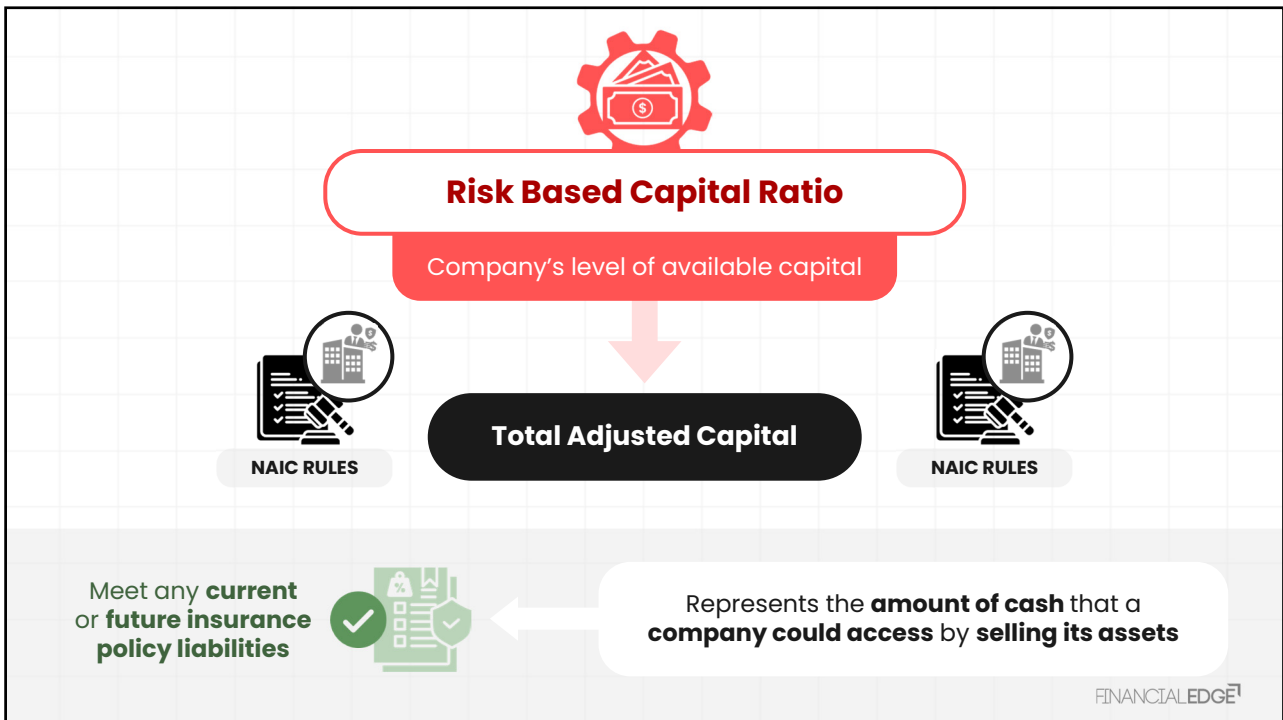 Risk Based Capital Ratio
Company's level of available capital
Total Adjusted Capital
NAIC RULES
NAIC RULES
Meet any current
or future insurance
policy liabilities
Represents the amount of cash that a
company could access by selling its assets
FINANCIALEDGE